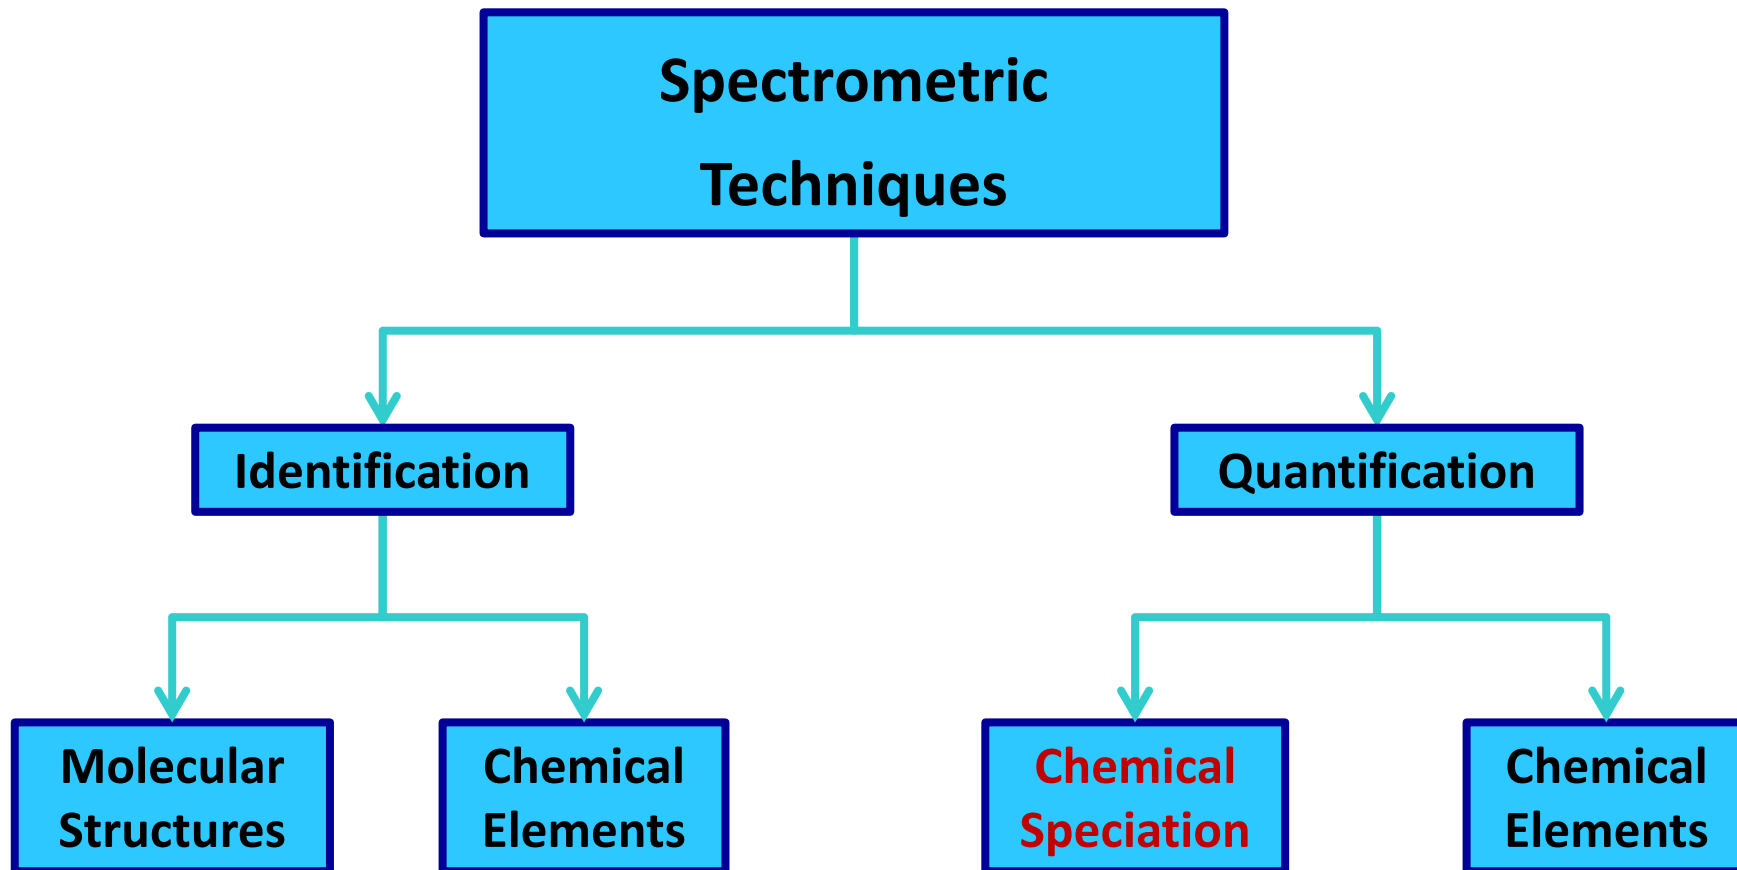 Spectrometric
Techniques
Identification
Quantification
Molecular
Structures
Chemical
Elements
Chemical
Speciation
Chemical
Elements